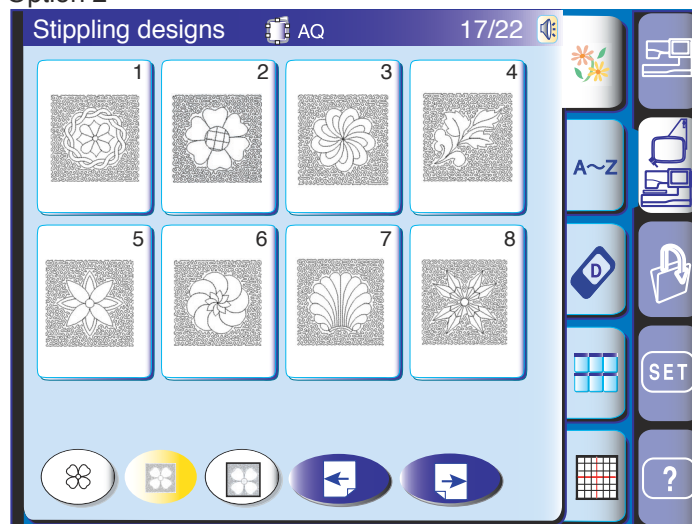 Option 2
Stippling designs AQ 17/22
1 2 3 4
A~Z
5 6 7 8
D
SET
?